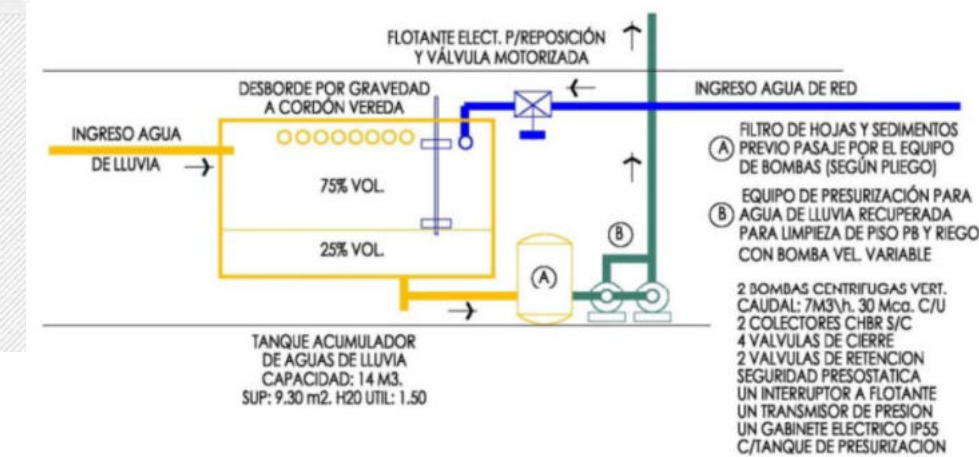 FLOTANTE ELECT. P/REPOSICIÓN
Y VÁLVULA MOTORIZADA
DESBORDE POR GRAVEDAD
A CORDÓN VEREDA
INGRESO AGUA DE RED
INGRESO AGUA
DE LLUVIA
75% VOL.
25% VOL.
A
B
TANQUE ACUMULADOR
DE AGUAS DE LLUVIA
CAPACIDAD: 14 M3.
SUP: 9.30 m2. H20 UTIL: 1.50
FILTRO DE HOJAS Y SEDIMENTOS
A PREVIO PASAJE POR EL EQUIPO
DE BOMBAS (SEGÚN PLIEGO)
EQUIPO DE PRESURIZACIÓN PARA
B AGUA DE LLUVIA RECUPERADA
PARA LIMPIEZA DE PISO PB Y RIEGO
CON BOMBA VEL. VARIABLE
2 BOMBAS CENTRIFUGAS VERT.
CAUDAL: 7M3\h. 30 Mca. C/U
2 COLECTORES CHBR S/C
4 VALVULAS DE CIERRE
2 VALVULAS DE RETENCION
SEGURIDAD PRESOSTATICA
UN INTERRUPTOR A FLOTANTE
UN TRANSMISOR DE PRESION
UN GABINETE ELECTRICO IP55
C/TANQUE DE PRESURIZACION